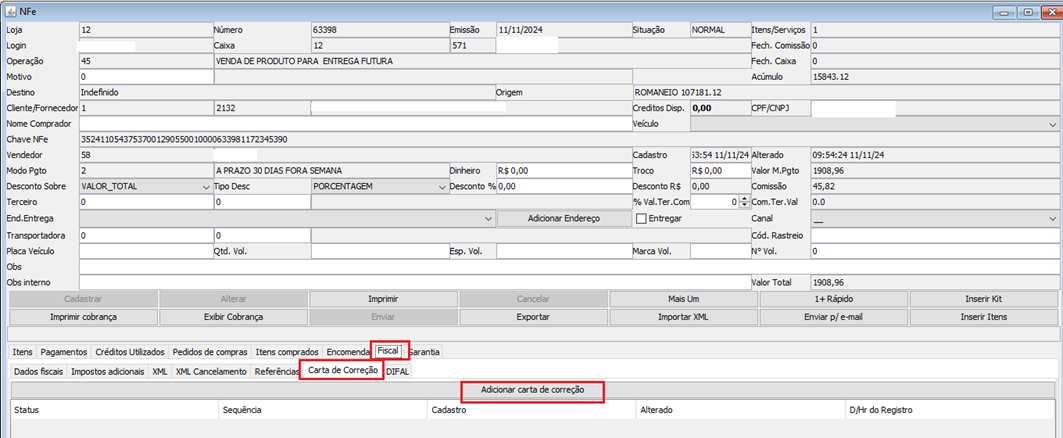 NFe
Loja 12 Número 63398 Emissão 11/11/2024 Situação NORMAL Itens/Serviços 1
Login Caixa 12 571 Fech. Comissão 0
Operação 45 VENDA DE PRODUTO PARA ENTREGA FUTURA Fech. Caixa 0
Motivo 0 Acúmulo 15843.12
Destino Indefinido Origem ROMANEIO 107181.12
Cliente/Fornecedor 1 2132 Creditos Disp. 0,00 CPF/CNPJ
Nome Comprador Veículo
Chave NFe 35241105437537001290550010000633981172345390
Vendedor 58 Cadastro 53:54 11/11/24 Alterado 09:54:24 11/11/24
Modo Pgto 2 A PRAZO 30 DIAS FORA SEMANA Dinheiro R$ 0,00 Troco R$ 0,00 Valor M.Pgto 1908,96
Desconto Sobre VALOR_TOTAL Tipo Desc PORCENTAGEM Desconto % 0,00 Desconto R$ 0,00 Comissão 45,82
Terceiro 0 0 % Val.Ter.Com 0 Com.Ter.Val 0.0
End.Entrega Adicionar Endereço Entregar Canal __
Transportadora 0 0 Cód. Rastreio
Placa Veículo Qtd. Vol. Esp. Vol. Marca Vol. N° Vol. 0
Obs
Obs interno Valor Total 1908,96
Cadastrar Alterar Imprimir Cancelar Mais Um 1+ Rápido Inserir Kit
Imprimir cobrança Exibir Cobrança Enviar Exportar Importar XML Enviar p/ e-mail Inserir Itens
Itens Pagamentos Créditos Utilizados Pedidos de compras Itens comprados Encomenda Fiscal Garantia
Dados fiscais Impostos adicionais XML XML Cancelamento Referências Carta de Correção DIFAL
Adicionar carta de correção
Status Sequência Cadastro Alterado D/Hr do Registro